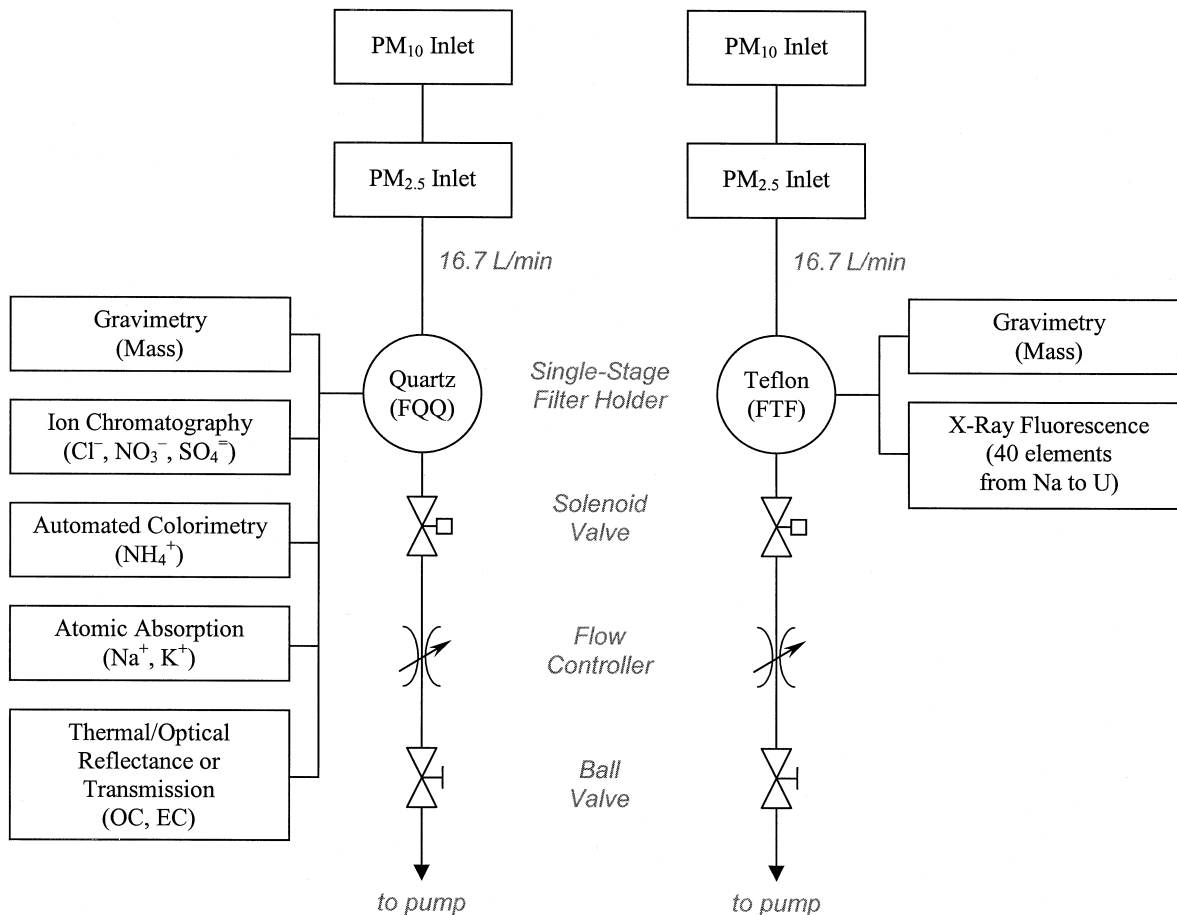 PM₁₀ Inlet
PM₁₀ Inlet
PM₂.₅ Inlet
PM₂.₅ Inlet
16.7 L/min
16.7 L/min
Gravimetry
(Mass)
Ion Chromatography
(Cl⁻, NO₃⁻, SO₄⁼)
Automated Colorimetry
(NH₄⁺)
Atomic Absorption
(Na⁺, K⁺)
Thermal/Optical
Reflectance or
Transmission
(OC, EC)
Quartz
(FQQ)
Single-Stage
Filter Holder
Teflon
(FTF)
Gravimetry
(Mass)
X-Ray Fluorescence
(40 elements
from Na to U)
Solenoid
Valve
Flow
Controller
Ball
Valve
to pump
to pump